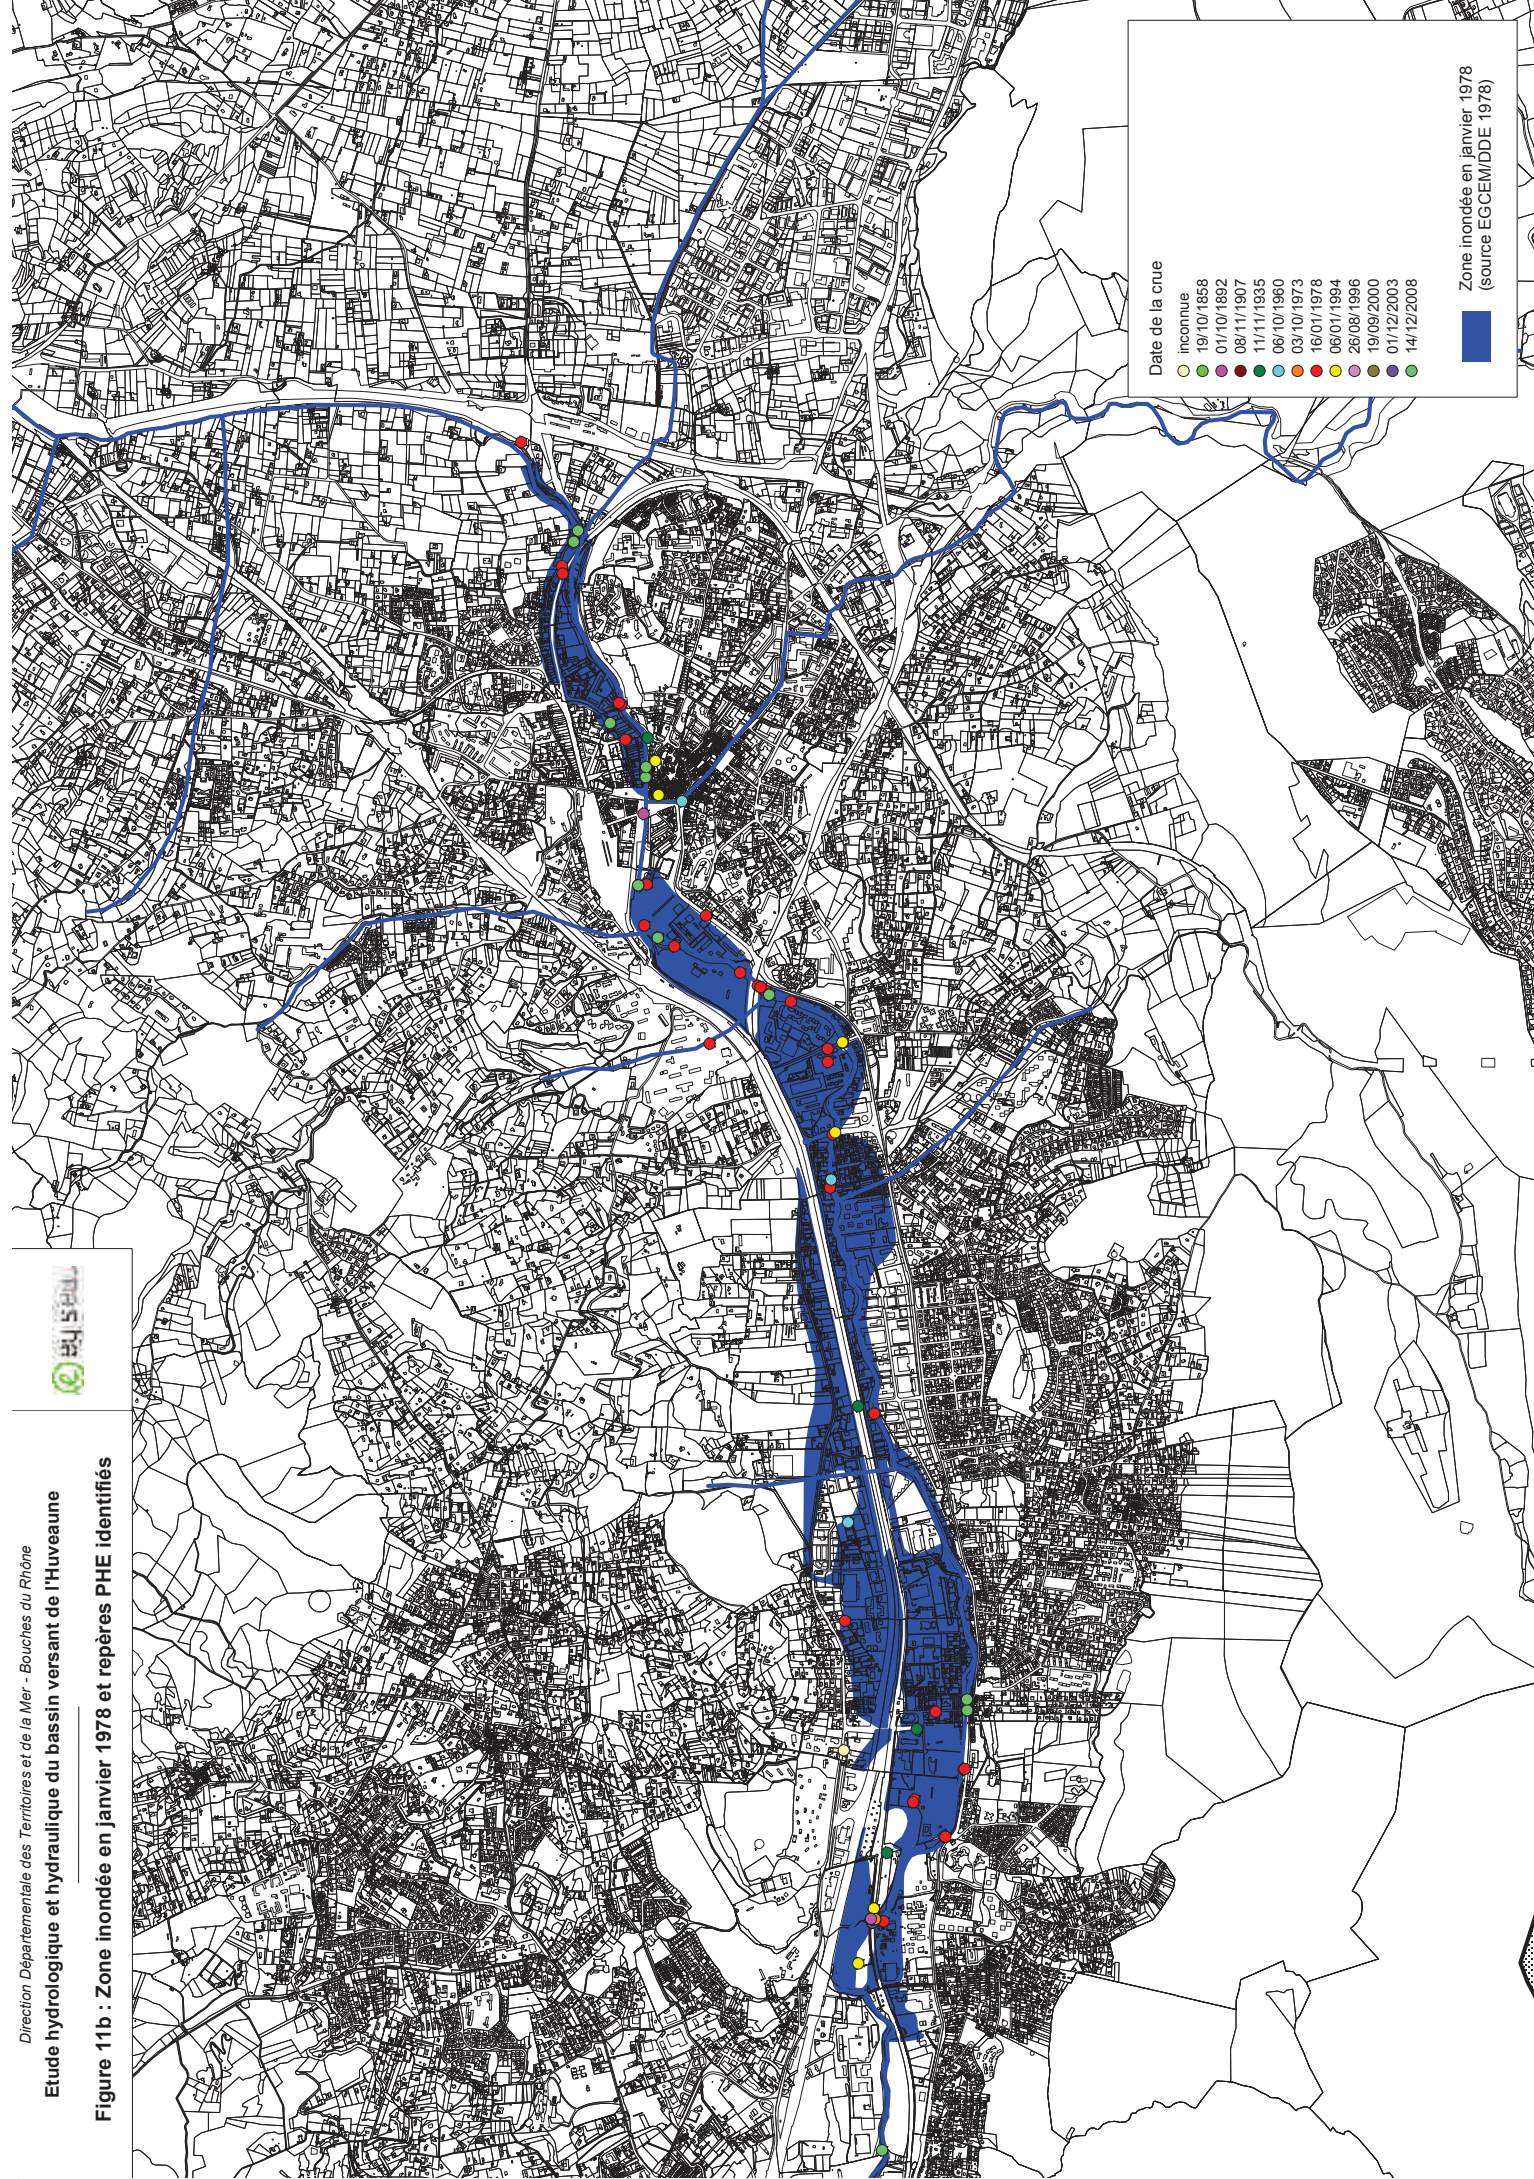 Direction Départementale des Territoires et de la Mer - Bouches du Rhône
Etude hydrologique et hydraulique du bassin versant de l'Huveaune
Figure 11b : Zone inondée en janvier 1978 et repères PHE identifiés
Date de la crue
inconnue
19/10/1858
01/10/1892
08/11/1907
11/11/1935
06/10/1960
03/10/1973
16/01/1978
06/01/1994
26/08/1996
19/09/2000
01/12/2003
14/12/2008
Zone inondée en janvier 1978
(source EGCEM/DDE 1978)